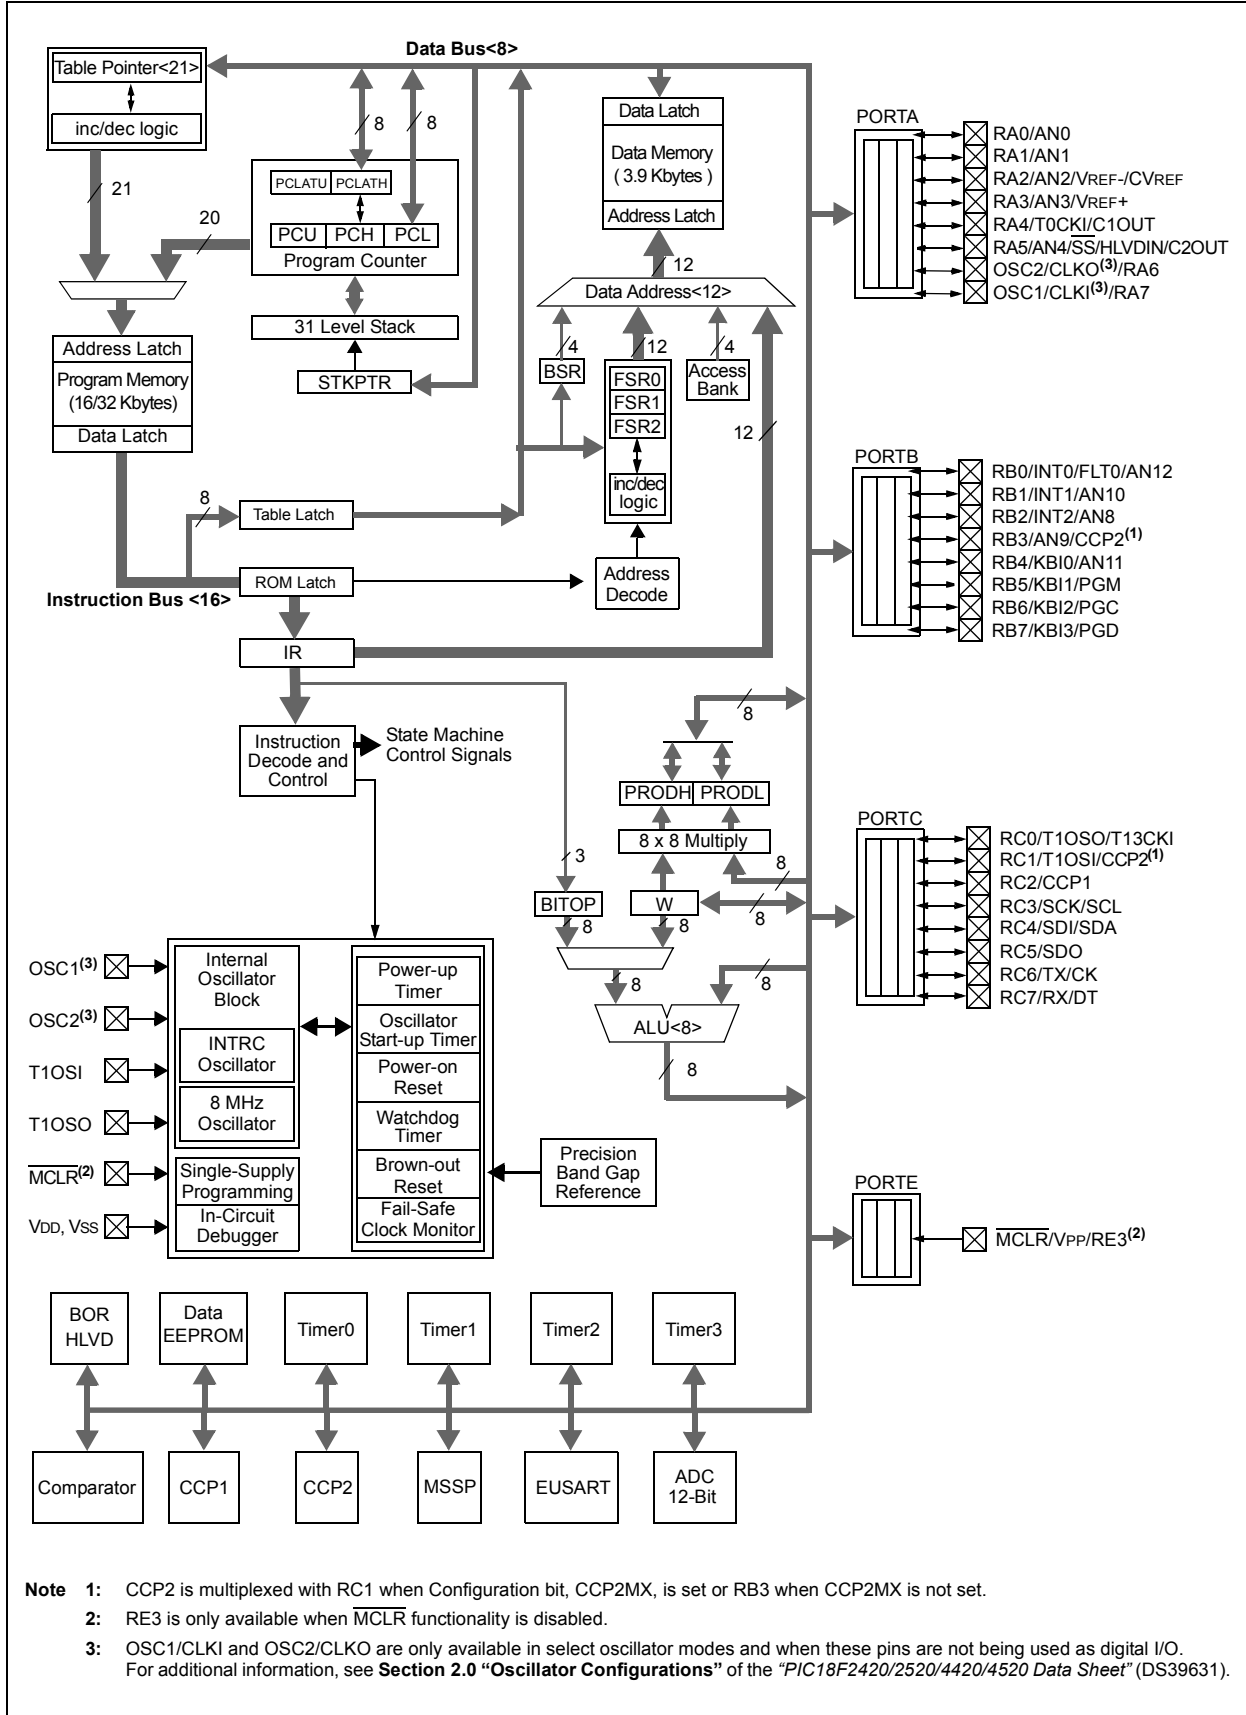 Data Bus<8>
Table Pointer<21>
inc/dec logic
21
20
8
8
PCLATU PCLATH
PCU PCH PCL
Program Counter
31 Level Stack
STKPTR
Address Latch
Program Memory
(16/32 Kbytes)
Data Latch
8
Table Latch
ROM Latch
Instruction Bus <16>
IR
Instruction
Decode and
Control
State Machine
Control Signals
Data Latch
Data Memory
( 3.9 Kbytes )
Address Latch
12
Data Address<12>
4
12
4
BSR
FSR0
FSR1
FSR2
inc/dec
logic
Access
Bank
12
Address
Decode
8
PRODH PRODL
8 x 8 Multiply
3
8
BITOP
W
8
8
8
8
8
ALU<8>
8
PORTA
RA0/AN0
RA1/AN1
RA2/AN2/VREF-/CVREF
RA3/AN3/VREF+
RA4/T0CKI/C1OUT
RA5/AN4/SS/HLVDIN/C2OUT
OSC2/CLKO(3)/RA6
OSC1/CLKI(3)/RA7
PORTB
RB0/INT0/FLT0/AN12
RB1/INT1/AN10
RB2/INT2/AN8
RB3/AN9/CCP2(1)
RB4/KBI0/AN11
RB5/KBI1/PGM
RB6/KBI2/PGC
RB7/KBI3/PGD
PORTC
RC0/T1OSO/T13CKI
RC1/T1OSI/CCP2(1)
RC2/CCP1
RC3/SCK/SCL
RC4/SDI/SDA
RC5/SDO
RC6/TX/CK
RC7/RX/DT
PORTE
MCLR/VPP/RE3(2)
OSC1(3)
OSC2(3)
T1OSI
T1OSO
MCLR(2)
VDD, VSS
Internal
Oscillator
Block
INTRC
Oscillator
8 MHz
Oscillator
Single-Supply
Programming
In-Circuit
Debugger
Power-up
Timer
Oscillator
Start-up Timer
Power-on
Reset
Watchdog
Timer
Brown-out
Reset
Fail-Safe
Clock Monitor
Precision
Band Gap
Reference
BOR
HLVD
Data
EEPROM
Timer0
Timer1
Timer2
Timer3
Comparator
CCP1
CCP2
MSSP
EUSART
ADC
12-Bit
Note 1: CCP2 is multiplexed with RC1 when Configuration bit, CCP2MX, is set or RB3 when CCP2MX is not set.
2: RE3 is only available when MCLR functionality is disabled.
3: OSC1/CLKI and OSC2/CLKO are only available in select oscillator modes and when these pins are not being used as digital I/O.
For additional information, see Section 2.0 “Oscillator Configurations” of the “PIC18F2420/2520/4420/4520 Data Sheet” (DS39631).